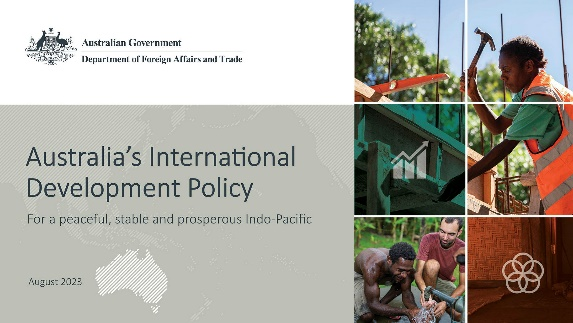 Australian Government
Department of Foreign Affairs and Trade
Australia's International
Development Policy
For a peaceful, stable and prosperous Indo-Pacific
August 2023